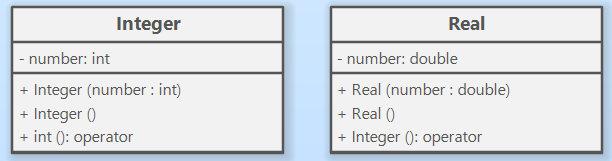 Integer
- number: int
+ Integer (number : int)
+ Integer ()
+ int (): operator
Real
- number: double
+ Real (number : double)
+ Real ()
+ Integer (): operator